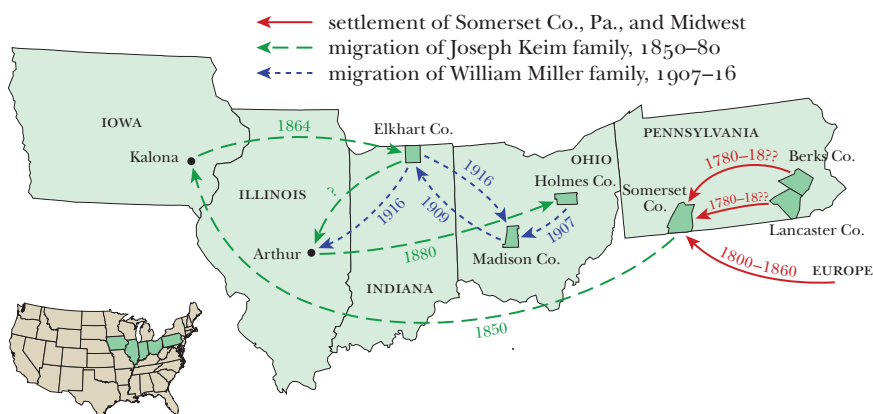 settlement of Somerset Co., Pa., and Midwest
migration of Joseph Keim family, 1850–80
migration of William Miller family, 1907–16
IOWA
Kalona
1864
Elkhart Co.
ILLINOIS
?
1916
1909
1916
Arthur
1880
INDIANA
1850
OHIO
Holmes Co.
1907
Madison Co.
PENNSYLVANIA
1780–18??
Berks Co.
Somerset
Co.
1780–18??
Lancaster Co.
1800–1860
EUROPE